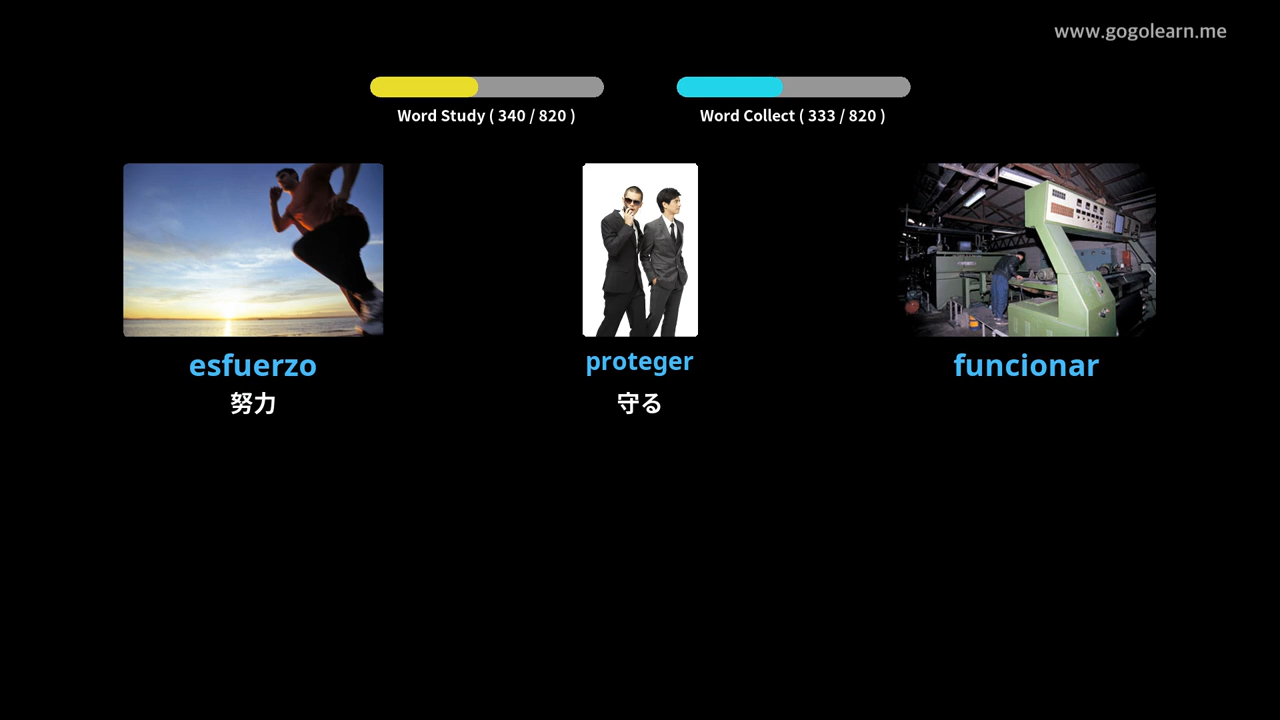 www.gogolearn.me
Word Study ( 340 / 820 )
Word Collect ( 333 / 820 )
esfuerzo
努力
proteger
守る
funcionar